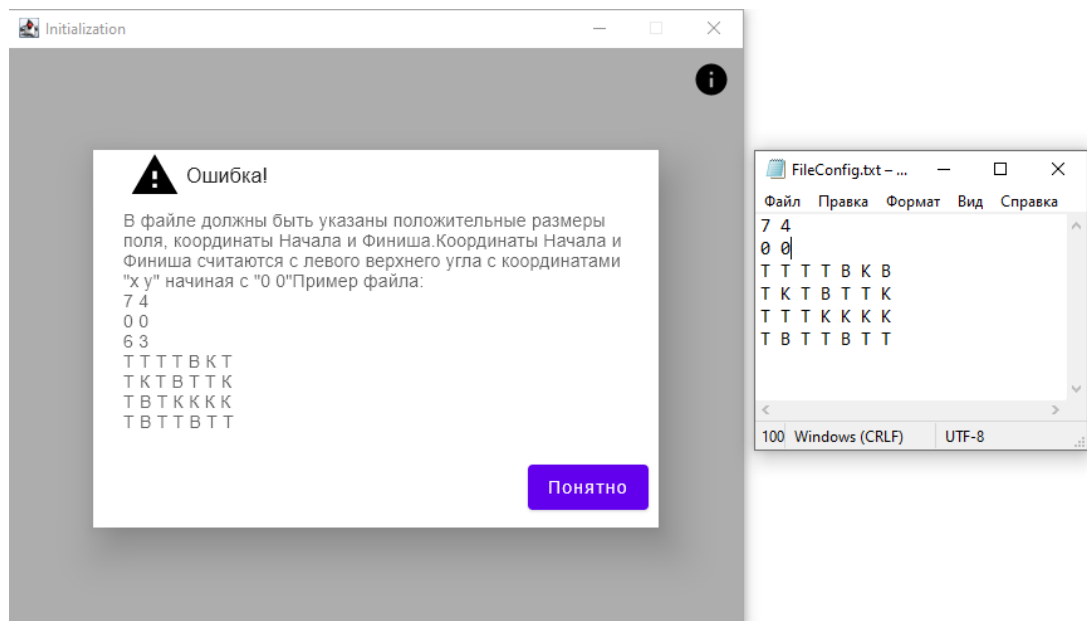 Initialization
Ошибка!
В файле должны быть указаны положительные размеры
поля, координаты Начала и Финиша.Координаты Начала и
Финиша считаются с левого верхнего угла с координатами
"x y" начиная с "0 0"Пример файла:
7 4
0 0
6 3
Т Т Т Т В К Т
Т К Т В Т Т К
Т В Т К К К К
Т В Т Т В Т Т
Понятно
FileConfig.txt – ...
Файл Правка Формат Вид Справка
7 4
0 0
Т Т Т Т В К В
Т К Т В Т Т К
Т Т Т К К К К
Т В Т Т В Т Т
100 Windows (CRLF) UTF-8